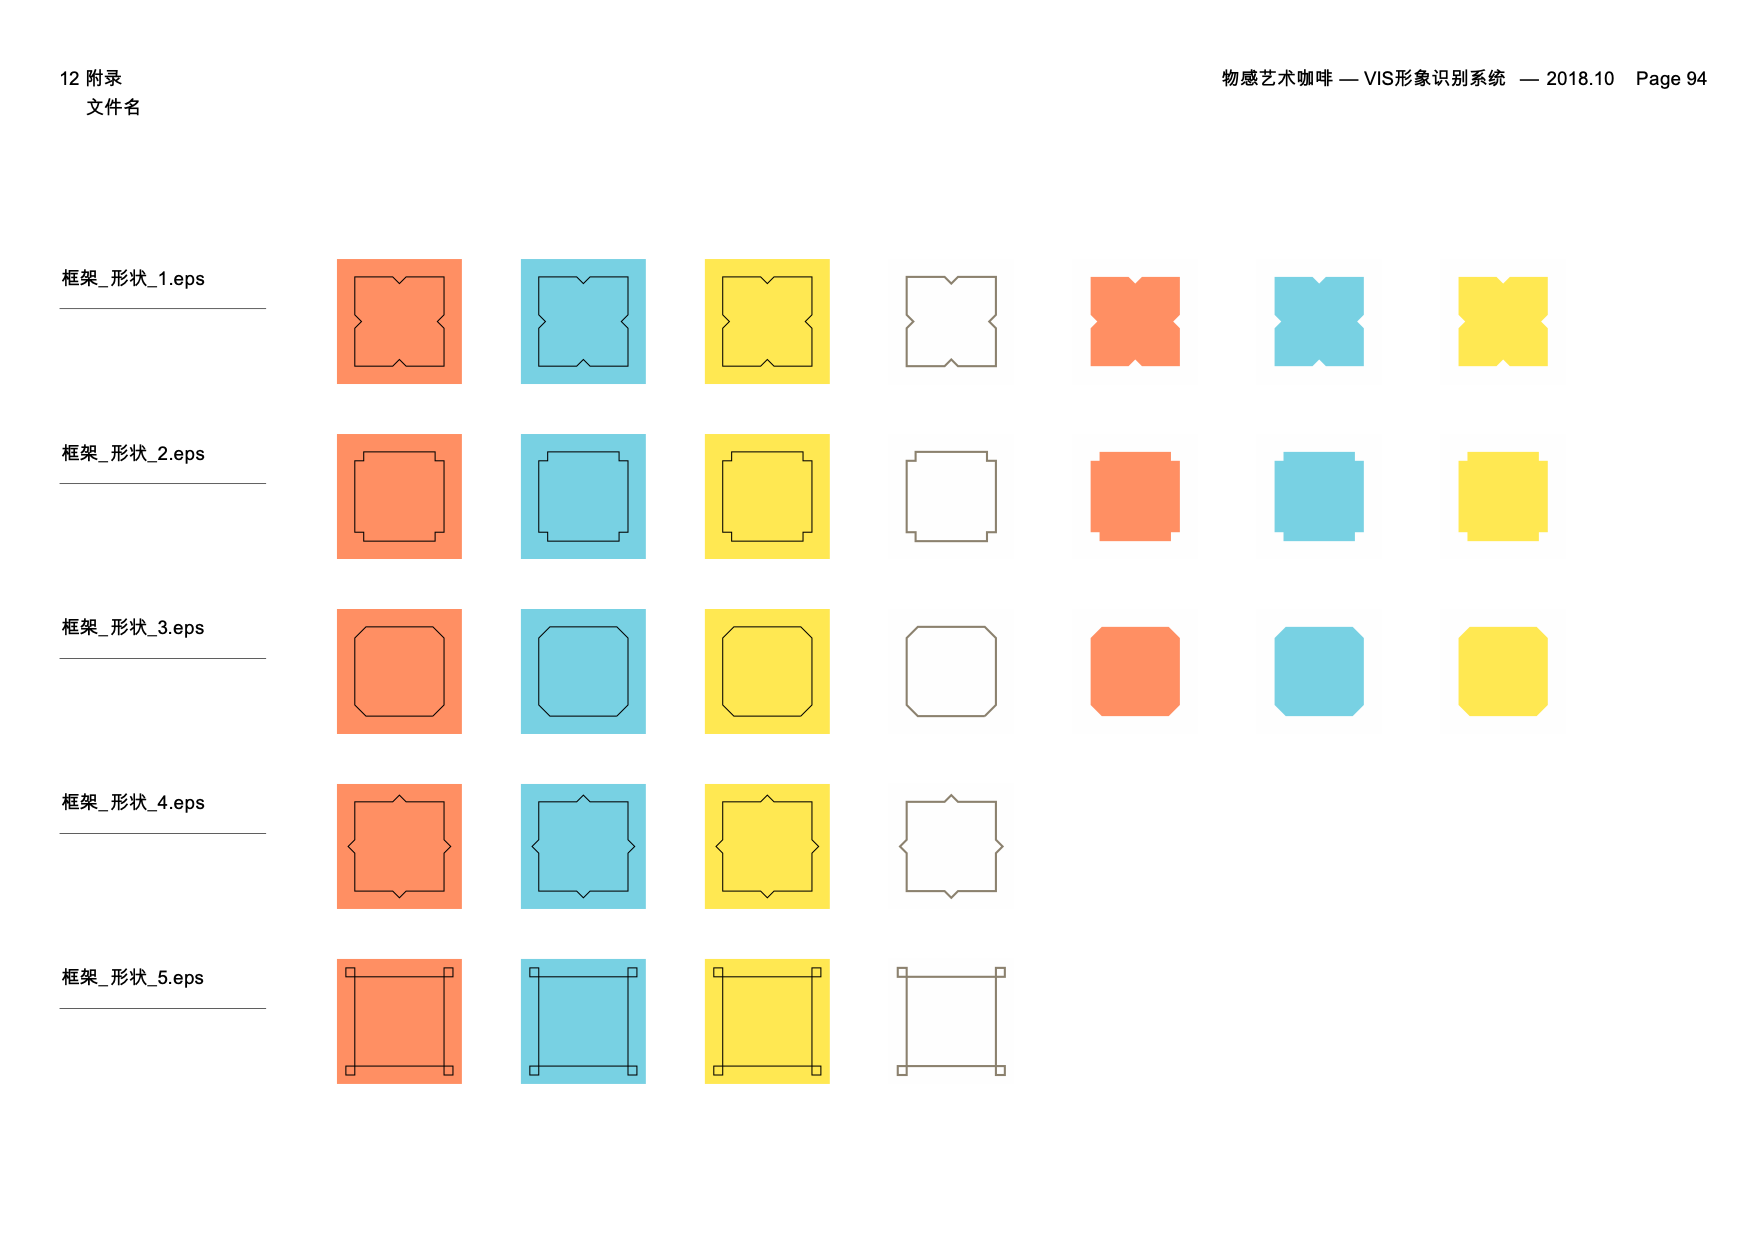 12 附录
文件名
物感艺术咖啡 — VIS形象识别系统 — 2018.10 Page 94
框架_形状_1.eps
框架_形状_2.eps
框架_形状_3.eps
框架_形状_4.eps
框架_形状_5.eps